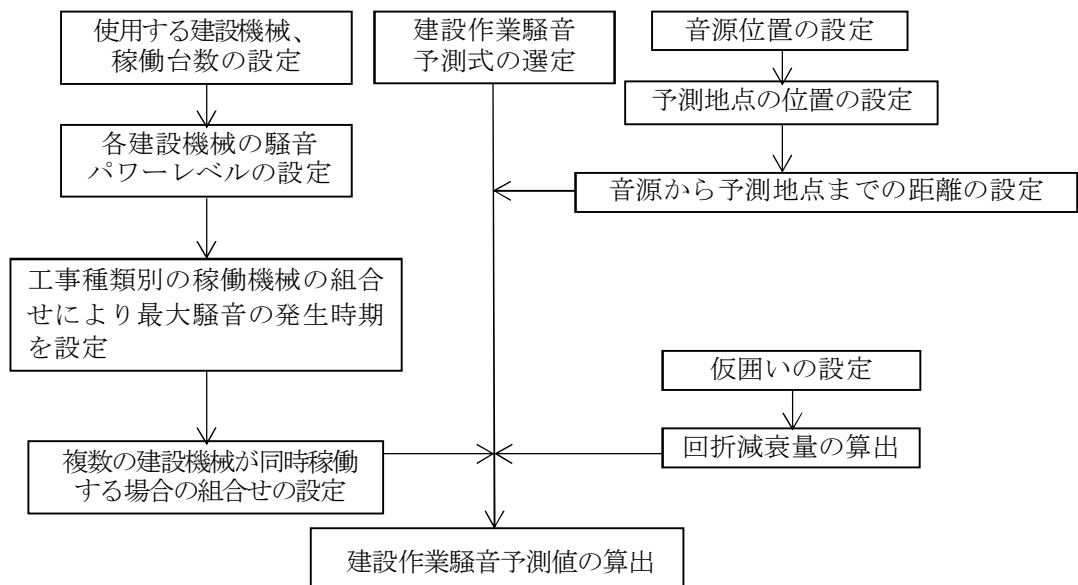 使用する建設機械、
稼働台数の設定
建設作業騒音
予測式の選定
音源位置の設定
予測地点の位置の設定
各建設機械の騒音
パワーレベルの設定
音源から予測地点までの距離の設定
工事種類別の稼働機械の組合
せにより最大騒音の発生時期
を設定
仮囲いの設定
回折減衰量の算出
複数の建設機械が同時稼働
する場合の組合せの設定
建設作業騒音予測値の算出